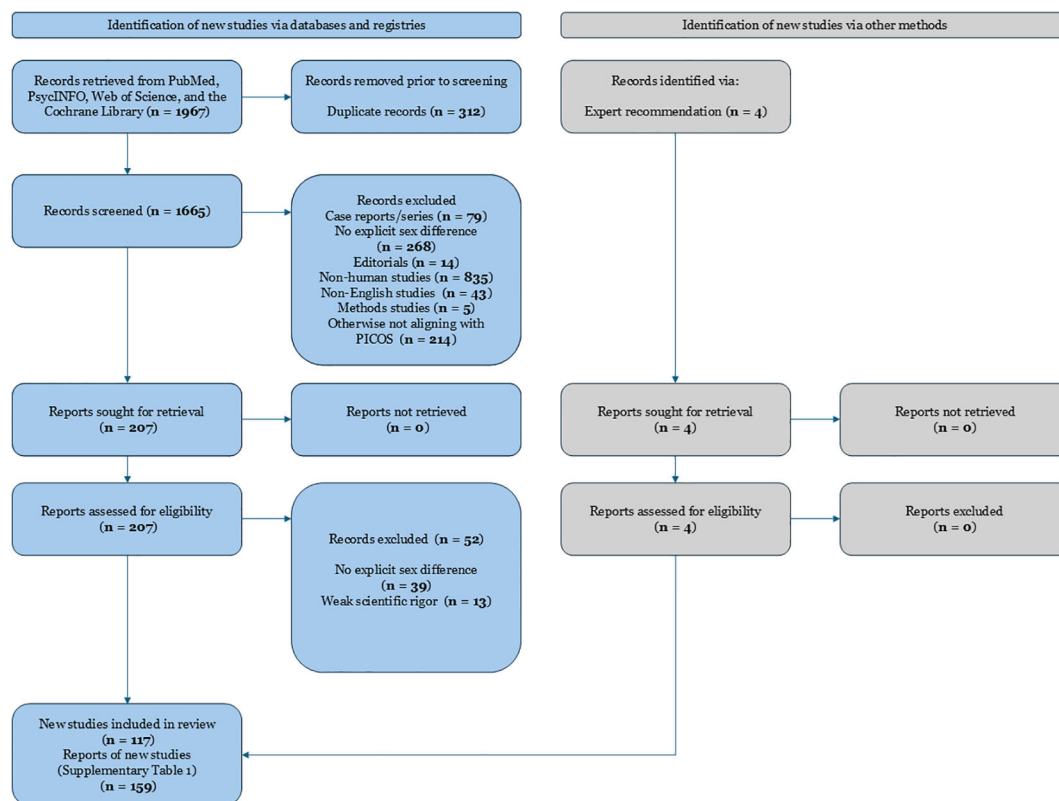 Identification of new studies via databases and registries
Identification of new studies via other methods
Records retrieved from PubMed,
PsycINFO, Web of Science, and the
Cochrane Library (n = 1967)
Records removed prior to screening
Duplicate records (n = 312)
Records identified via:
Expert recommendation (n = 4)
Records screened (n = 1665)
Records excluded
Case reports/series (n = 79)
No explicit sex difference
(n = 268)
Editorials (n = 14)
Non-human studies (n = 835)
Non-English studies (n = 43)
Methods studies (n = 5)
Otherwise not aligning with
PICOS (n = 214)
Reports sought for retrieval
(n = 207)
Reports not retrieved
(n = 0)
Reports sought for retrieval
(n = 4)
Reports not retrieved
(n = 0)
Reports assessed for eligibility
(n = 207)
Records excluded (n = 52)
No explicit sex difference
(n = 39)
Weak scientific rigor (n = 13)
Reports assessed for eligibility
(n = 4)
Reports excluded
(n = 0)
New studies included in review
(n = 117)
Reports of new studies
(Supplementary Table 1)
(n = 159)